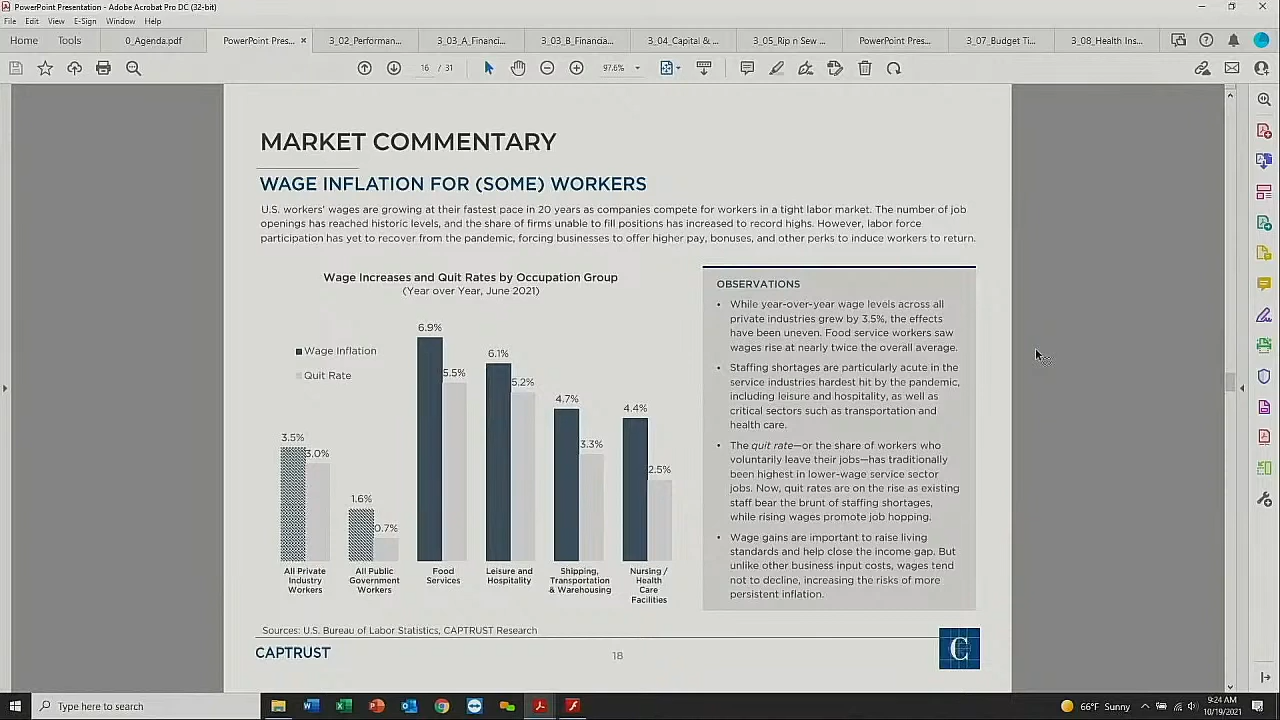 PowerPoint Presentation - Adobe Acrobat Pro DC (32-bit)
File Edit View E-Sign Window Help
Home Tools 0_Agenda.pdf PowerPoint Pres... × 3_02_Performan... 3_03_A_Financi... 3_03_B_Financia... 3_04_Capital & ... 3_05_Rip n Sew ... PowerPoint Pres... 3_07_Budget Ti... 3_08_Health Ins...
16 / 31 97.6%
MARKET COMMENTARY
WAGE INFLATION FOR (SOME) WORKERS
U.S. workers' wages are growing at their fastest pace in 20 years as companies compete for workers in a tight labor market. The number of job
openings has reached historic levels, and the share of firms unable to fill positions has increased to record highs. However, labor force
participation has yet to recover from the pandemic, forcing businesses to offer higher pay, bonuses, and other perks to induce workers to return.
Wage Increases and Quit Rates by Occupation Group
(Year over Year, June 2021)
Wage Inflation
Quit Rate
3.5%
3.0%
1.6%
0.7%
6.9%
5.5%
6.1%
5.2%
4.7%
3.3%
4.4%
2.5%
All Private
Industry
Workers
All Public
Government
Workers
Food
Services
Leisure and
Hospitality
Shipping,
Transportation
& Warehousing
Nursing /
Health
Care
Facilities
OBSERVATIONS
• While year-over-year wage levels across all
private industries grew by 3.5%, the effects
have been uneven. Food service workers saw
wages rise at nearly twice the overall average.
• Staffing shortages are particularly acute in the
service industries hardest hit by the pandemic,
including leisure and hospitality, as well as
critical sectors such as transportation and
health care.
• The quit rate—or the share of workers who
voluntarily leave their jobs—has traditionally
been highest in lower-wage service sector
jobs. Now, quit rates are on the rise as existing
staff bear the brunt of staffing shortages,
while rising wages promote job hopping.
• Wage gains are important to raise living
standards and help close the income gap. But
unlike other business input costs, wages tend
not to decline, increasing the risks of more
persistent inflation.
Sources: U.S. Bureau of Labor Statistics, CAPTRUST Research
CAPTRUST
18
C
Type here to search
66°F Sunny
9:24 AM
10/19/2021